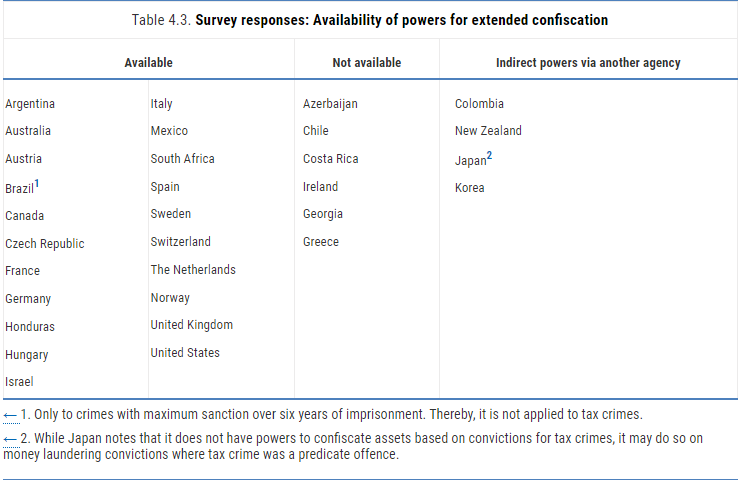 Table 4.3. Survey responses: Availability of powers for extended confiscation
Available Not available Indirect powers via another agency
Argentina Italy Azerbaijan Colombia
Australia Mexico Chile New Zealand
Austria South Africa Costa Rica Japan2
Brazil1 Spain Ireland Korea
Canada Sweden Georgia
Czech Republic Switzerland Greece
France The Netherlands
Germany Norway
Honduras United Kingdom
Hungary United States
Israel
← 1. Only to crimes with maximum sanction over six years of imprisonment. Thereby, it is not applied to tax crimes.
← 2. While Japan notes that it does not have powers to confiscate assets based on convictions for tax crimes, it may do so on
money laundering convictions where tax crime was a predicate offence.